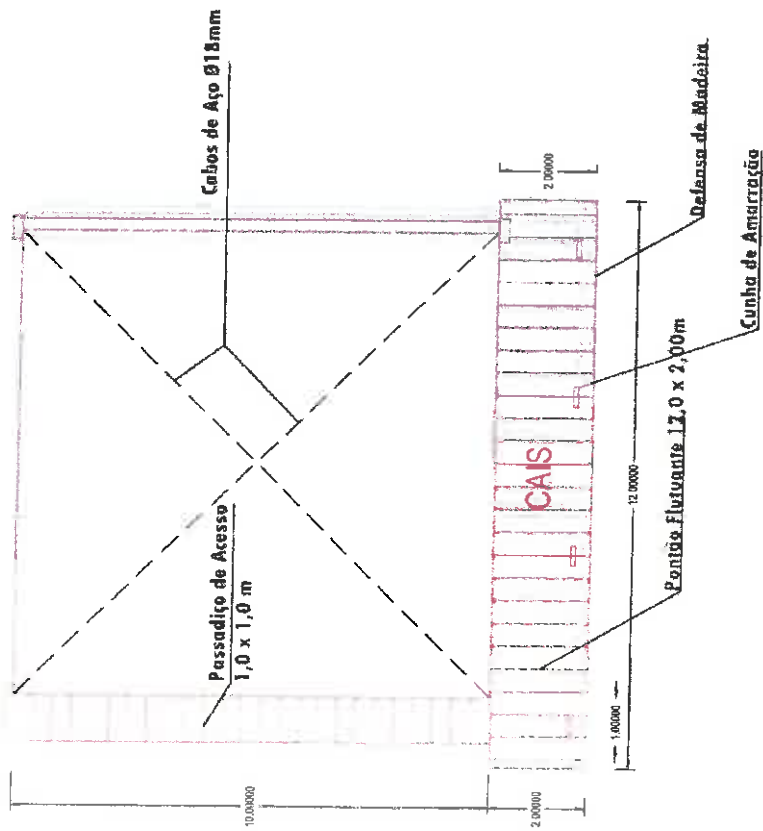 Cabos de Aço Ø18mm
2.00000
Passadiço de Acesso
1,0 x 1,0 m
CAIS
Defensa de Madeira
Cunha de Amarração
Pontão Flutuante 12,0 x 2,00m
12.00000
1.00000
10.00000
2.00000